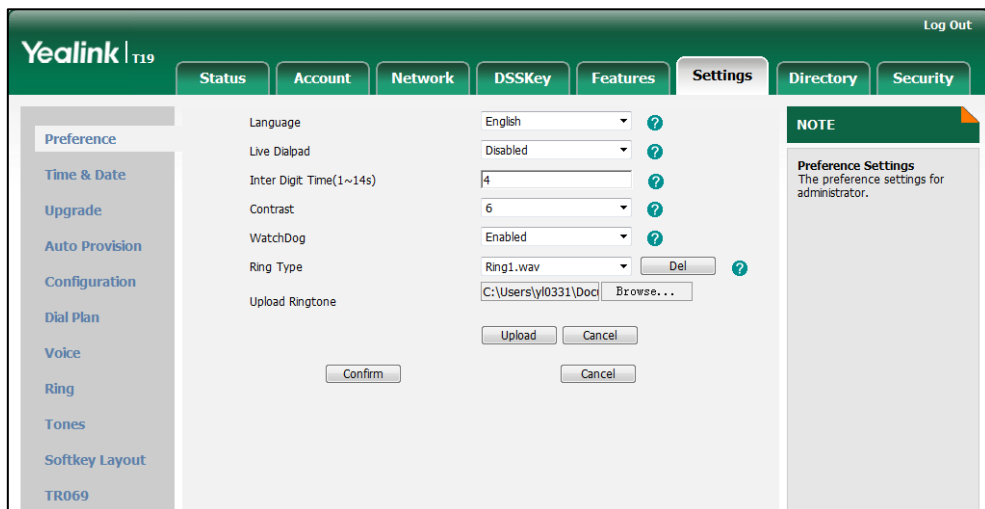 Log Out
Yealink T19
Status Account Network DSSKey Features Settings Directory Security
Preference
Time & Date
Upgrade
Auto Provision
Configuration
Dial Plan
Voice
Ring
Tones
Softkey Layout
TR069
Language English ?
Live Dialpad Disabled ?
Inter Digit Time(1~14s) 4 ?
Contrast 6 ?
WatchDog Enabled ?
Ring Type Ring1.wav Del ?
Upload Ringtone C:\Users\yl0331\Doc Browse...
Upload Cancel
Confirm Cancel
NOTE
Preference Settings
The preference settings for
administrator.